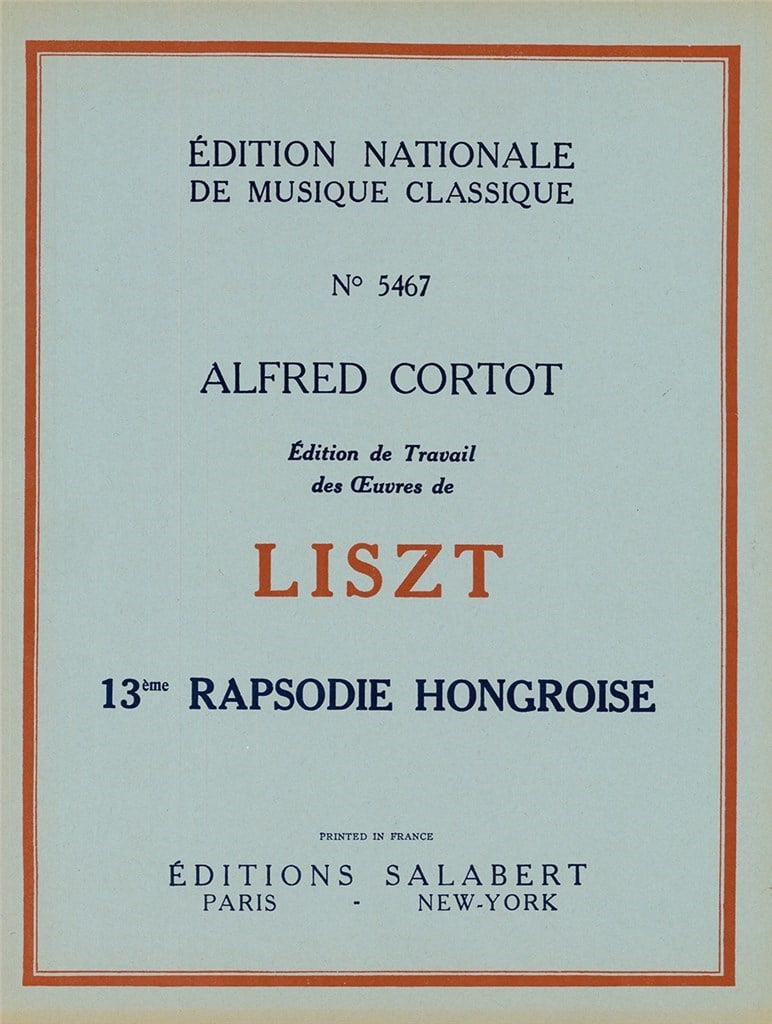 ÉDITION NATIONALE
DE MUSIQUE CLASSIQUE
Nº 5467
ALFRED CORTOT
Édition de Travail
des Œuvres de
LISZT
13ème RAPSODIE HONGROISE
PRINTED IN FRANCE
ÉDITIONS SALABERT
PARIS - NEW-YORK